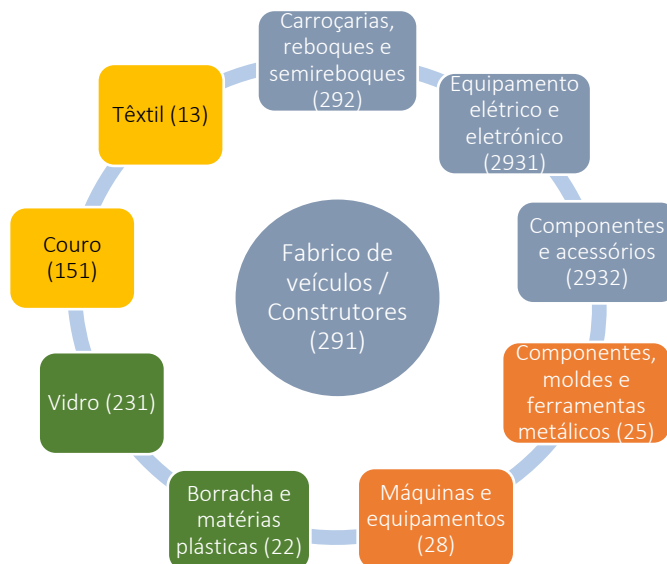 Carroçarias,
reboques e
semireboques
(292)
Equipamento
elétrico e
eletrónico
(2931)
Componentes
e acessórios
(2932)
Componentes,
moldes e
ferramentas
metálicos (25)
Máquinas e
equipamentos
(28)
Borracha e
matérias
plásticas (22)
Vidro (231)
Couro
(151)
Têxtil (13)
Fabrico de
veículos /
Construtores
(291)